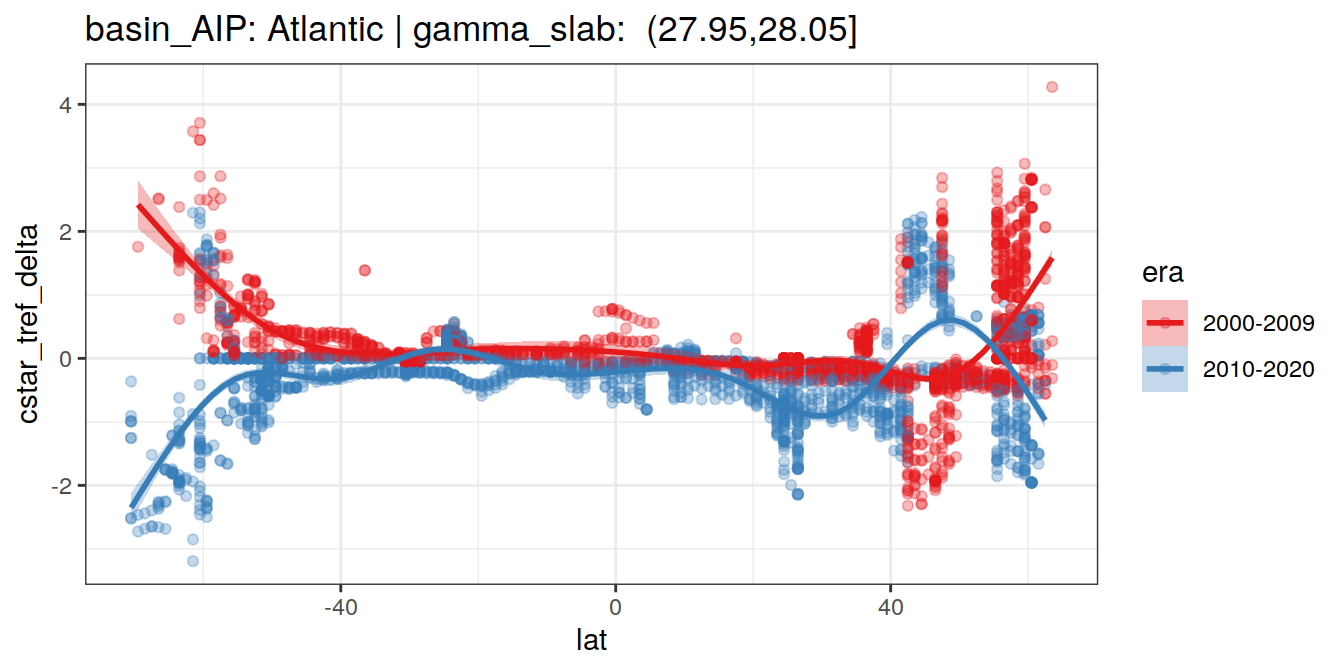 basin_AIP: Atlantic | gamma_slab:  (27.95,28.05]
cstar_tref_delta
4
2
0
-2
-40
0
40
lat
era
2000-2009
2010-2020